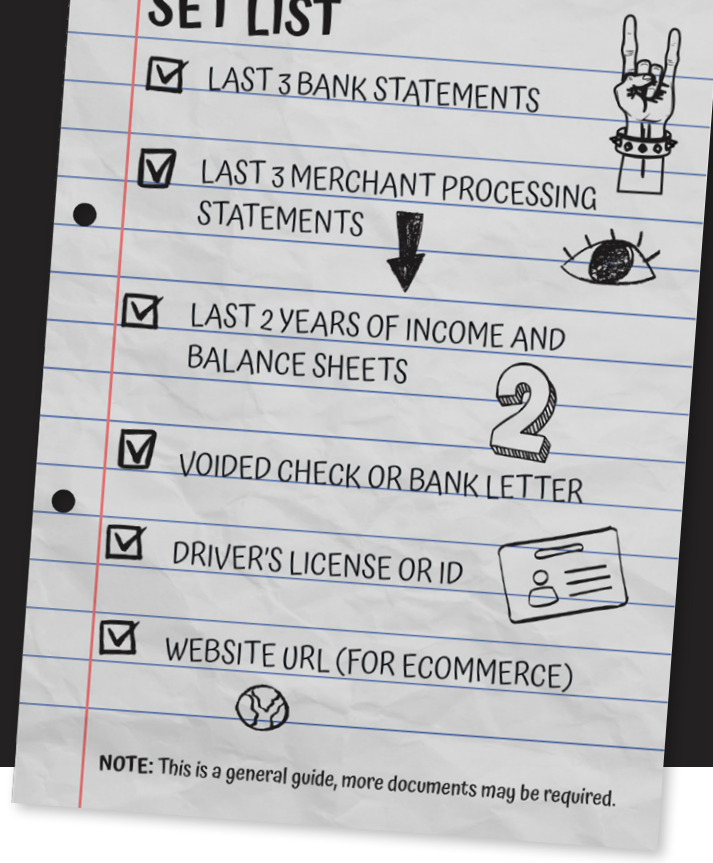 SET LIST
LAST 3 BANK STATEMENTS
LAST 3 MERCHANT PROCESSING
STATEMENTS
LAST 2 YEARS OF INCOME AND
BALANCE SHEETS
2
VOIDED CHECK OR BANK LETTER
DRIVER'S LICENSE OR ID
WEBSITE URL (FOR ECOMMERCE)
NOTE: This is a general guide, more documents may be required.